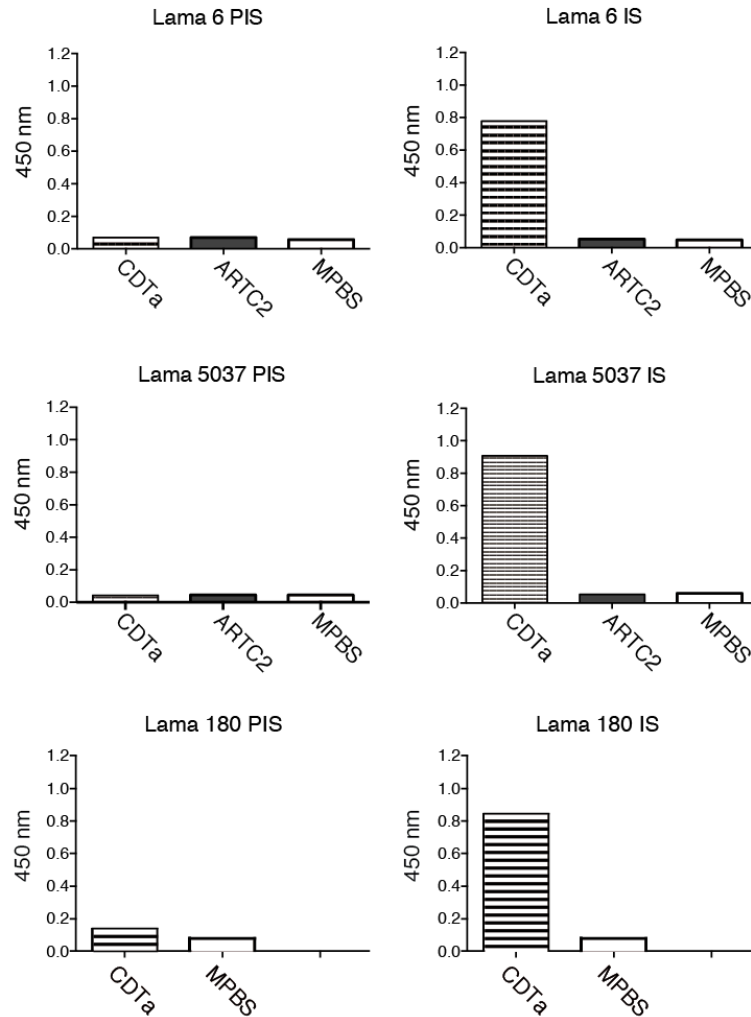 Lama 6 PIS
450 nm
1.2
1.0
0.8
0.6
0.4
0.2
0.0
CDTa
ARTC2
MPBS
Lama 6 IS
450 nm
1.2
1.0
0.8
0.6
0.4
0.2
0.0
CDTa
ARTC2
MPBS
Lama 5037 PIS
450 nm
1.2
1.0
0.8
0.6
0.4
0.2
0.0
CDTa
ARTC2
MPBS
Lama 5037 IS
450 nm
1.2
1.0
0.8
0.6
0.4
0.2
0.0
CDTa
ARTC2
MPBS
Lama 180 PIS
450 nm
1.2
1.0
0.8
0.6
0.4
0.2
0.0
CDTa
MPBS
Lama 180 IS
450 nm
1.2
1.0
0.8
0.6
0.4
0.2
0.0
CDTa
MPBS